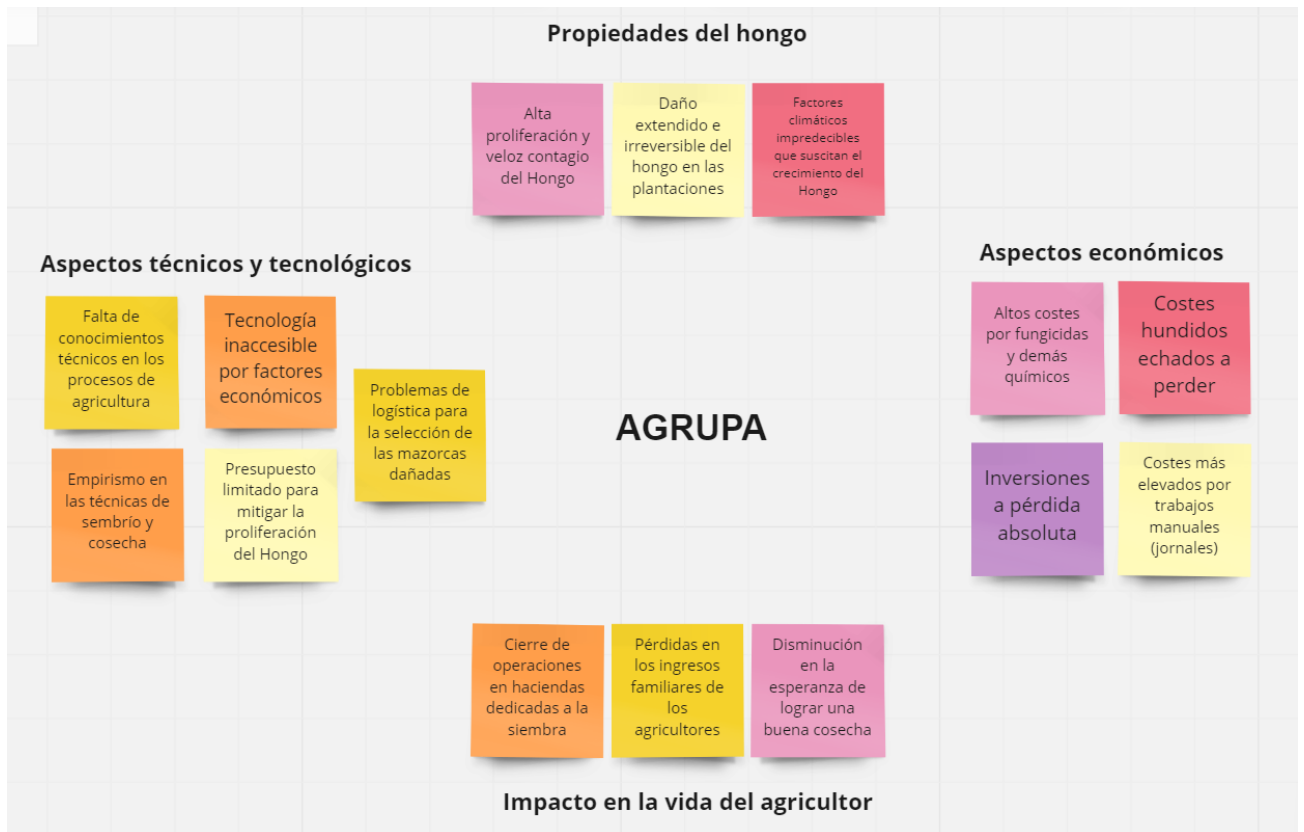 Propiedades del hongo
Alta
proliferación y
veloz contagio
del Hongo
Daño
extendido e
irreversible del
hongo en las
plantaciones
Factores
climáticos
impredecibles
que suscitan el
crecimiento del
Hongo
Aspectos técnicos y tecnológicos
Falta de
conocimientos
técnicos en los
procesos de
agricultura
Tecnología
inaccesible
por factores
económicos
Problemas de
logística para
la selección de
las mazorcas
dañadas
Empirismo en
las técnicas de
sembrío y
cosecha
Presupuesto
limitado para
mitigar la
proliferación
del Hongo
AGRUPA
Aspectos económicos
Altos costes
por fungicidas
y demás
químicos
Costes
hundidos
echados a
perder
Inversiones
a pérdida
absoluta
Costes más
elevados por
trabajos
manuales
(jornales)
Cierre de
operaciones
en haciendas
dedicadas a la
siembra
Pérdidas en
los ingresos
familiares de
los
agricultores
Disminución
en la
esperanza de
lograr una
buena cosecha
Impacto en la vida del agricultor